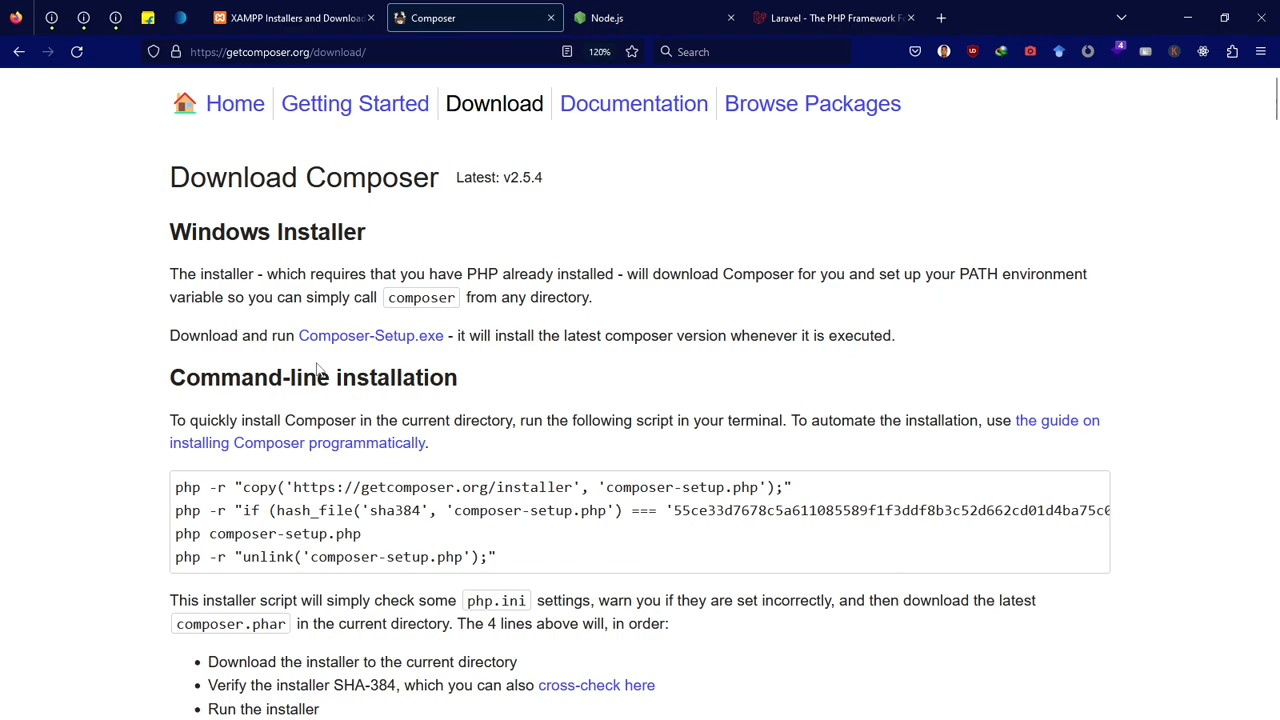 XAMPP Installers and Downloa
Composer
Node.js
Laravel - The PHP Framework F
https://getcomposer.org/download/
120%
Search
4
Home
Getting Started
Download
Documentation
Browse Packages
Download Composer Latest: v2.5.4
Windows Installer
The installer - which requires that you have PHP already installed - will download Composer for you and set up your PATH environment
variable so you can simply call composer from any directory.
Download and run Composer-Setup.exe - it will install the latest composer version whenever it is executed.
Command-line installation
To quickly install Composer in the current directory, run the following script in your terminal. To automate the installation, use the guide on
installing Composer programmatically.
php -r "copy('https://getcomposer.org/installer', 'composer-setup.php');"
php -r "if (hash_file('sha384', 'composer-setup.php') === '55ce33d7678c5a611085589f1f3ddf8b3c52d662cd01d4ba75c0
php composer-setup.php
php -r "unlink('composer-setup.php');"
This installer script will simply check some php.ini settings, warn you if they are set incorrectly, and then download the latest
composer.phar in the current directory. The 4 lines above will, in order:
• Download the installer to the current directory
• Verify the installer SHA-384, which you can also cross-check here
• Run the installer